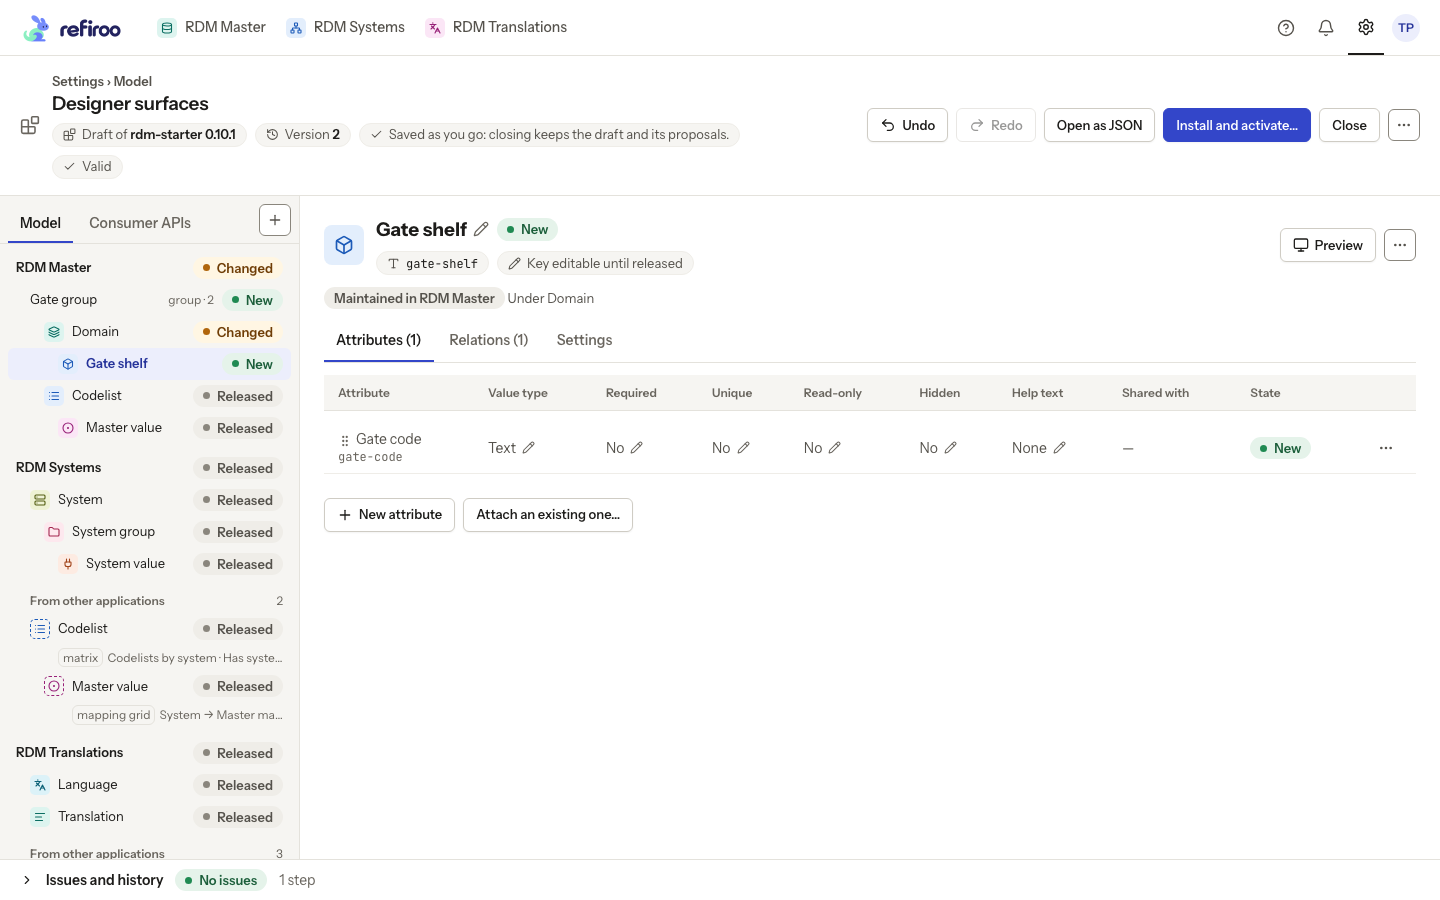 refiroo
RDM Master
RDM Systems
RDM Translations
TP
Settings › Model
Designer surfaces
Draft of rdm-starter 0.10.1
Version 2
Saved as you go: closing keeps the draft and its proposals.
Valid
Undo
Redo
Open as JSON
Install and activate...
Close
Model
Consumer APIs
RDM Master
Changed
Gate group
group · 2
New
Domain
Changed
Gate shelf
New
Codelist
Released
Master value
Released
RDM Systems
Released
System
Released
System group
Released
System value
Released
From other applications
2
Codelist
Released
matrix
Codelists by system · Has syste...
Master value
Released
mapping grid
System → Master ma...
RDM Translations
Released
Language
Released
Translation
Released
From other applications
3
Gate shelf
New
gate-shelf
Key editable until released
Preview
Maintained in RDM Master Under Domain
Attributes (1)
Relations (1)
Settings
Attribute
Value type
Required
Unique
Read-only
Hidden
Help text
Shared with
State
Gate code
gate-code
Text
No
No
No
No
None
—
New
New attribute
Attach an existing one...
Issues and history
No issues
1 step